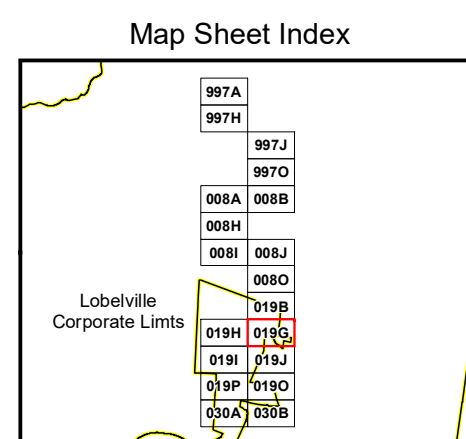 Map Sheet Index
997A
997H
997J
997O
008A 008B
008H
008I 008J
008O
019B
Lobelville
Corporate Limts
019H 019G
019I 019J
019P 019O
030A 030B